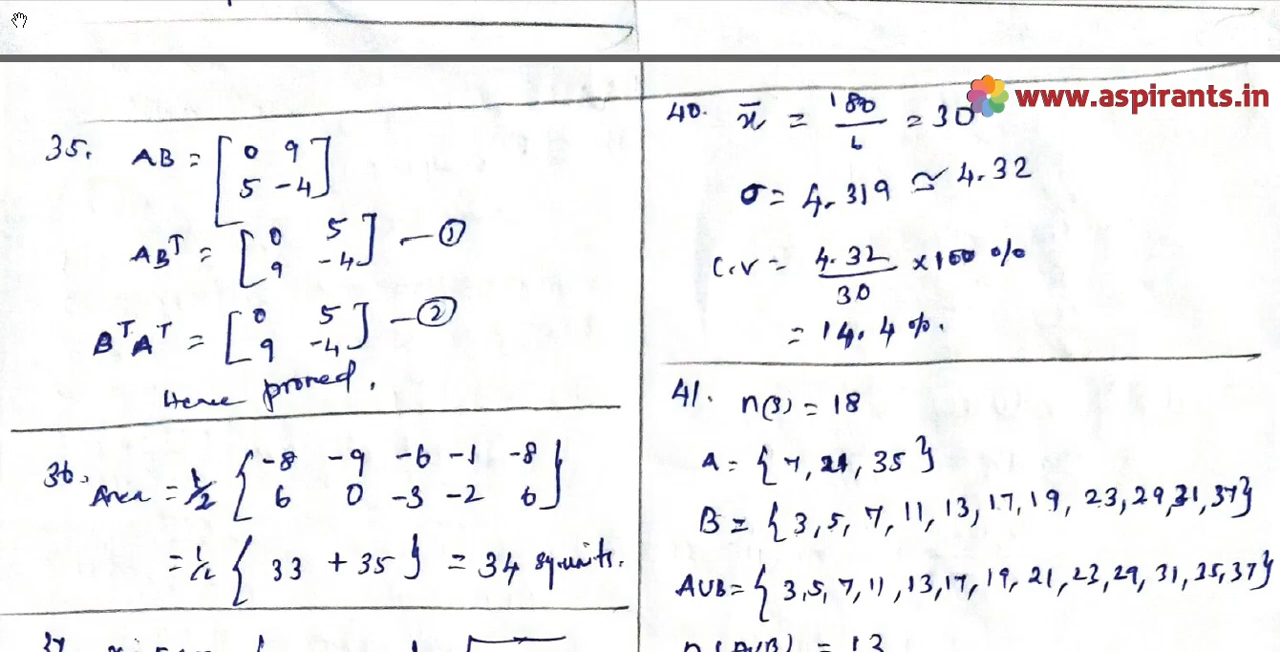 www.aspirants.in
35. AB = [ 0 9
5 -4 ]
AB^T = [ 0 5
9 -4 ] — ①
B^T A^T = [ 0 5
9 -4 ] — ②
Hence proved.
36. Area = 1/2 { -8 -9 -6 -1 -8
6 0 -3 -2 6 }
= 1/2 { 33 + 35 } = 34 sq.units.
37.
40. x̄ = 180/6 = 30
σ = 4.319 ≅ 4.32
C.V = 4.32/30 × 100 %
= 14.4 %.
41. n(S) = 18
A = { 7, 21, 35 }
B = { 3, 5, 7, 11, 13, 17, 19, 23, 29, 31, 37 }
AUB = { 3, 5, 7, 11, 13, 17, 19, 21, 23, 29, 31, 35, 37 }
n(AUB) = 13